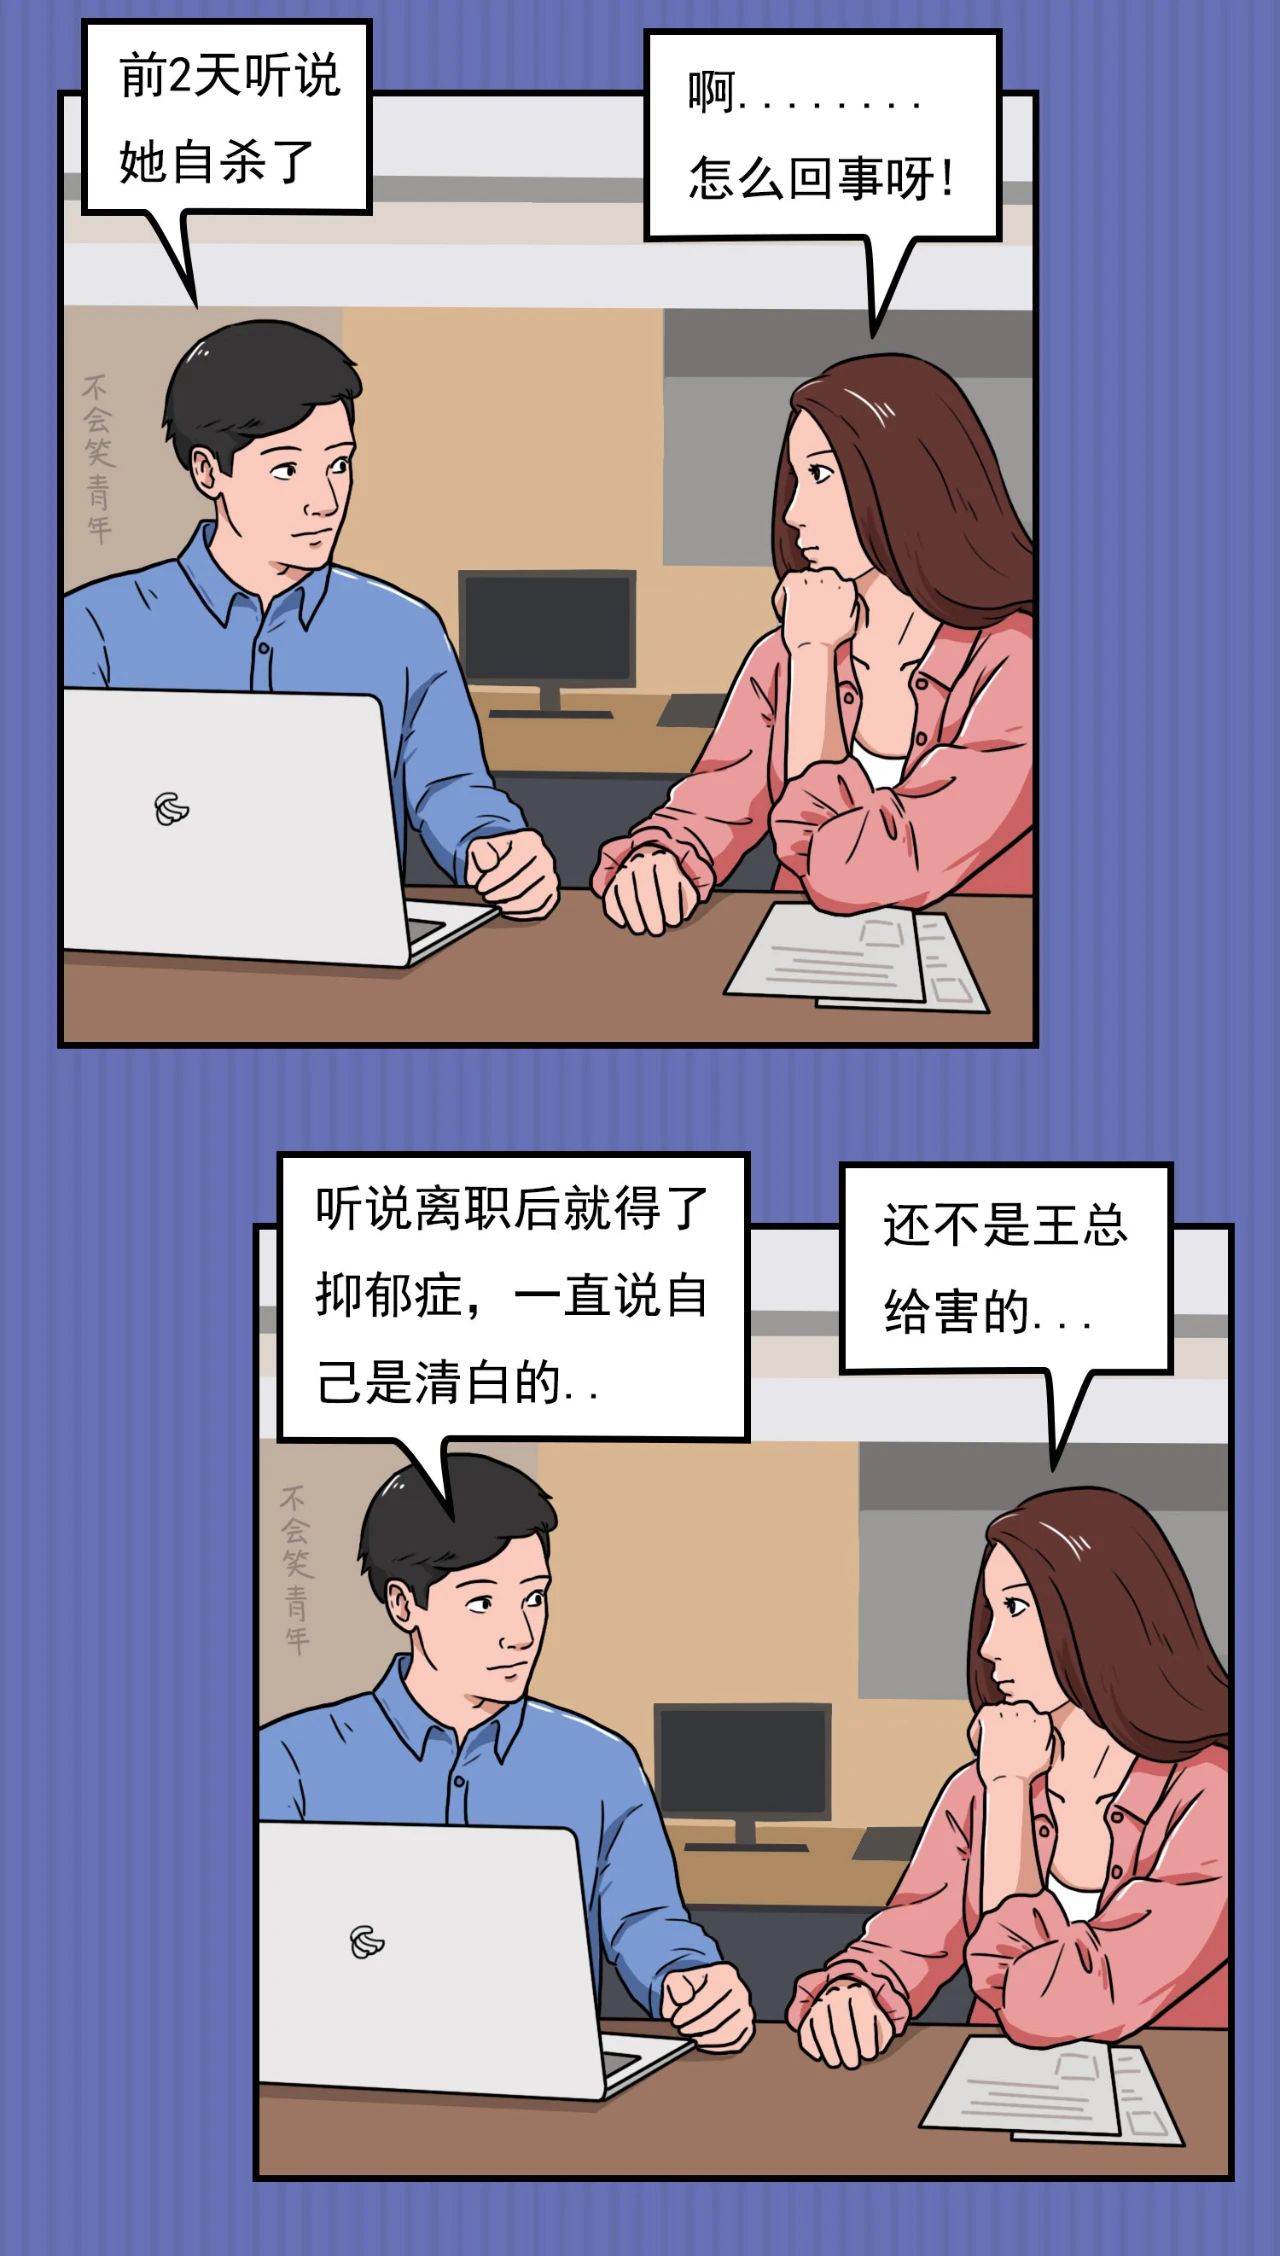 前2天听说
她自杀了
啊........
怎么回事呀!
不会笑青年
听说离职后就得了
抑郁症，一直说自
己是清白的..
还不是王总
给害的...
不会笑青年